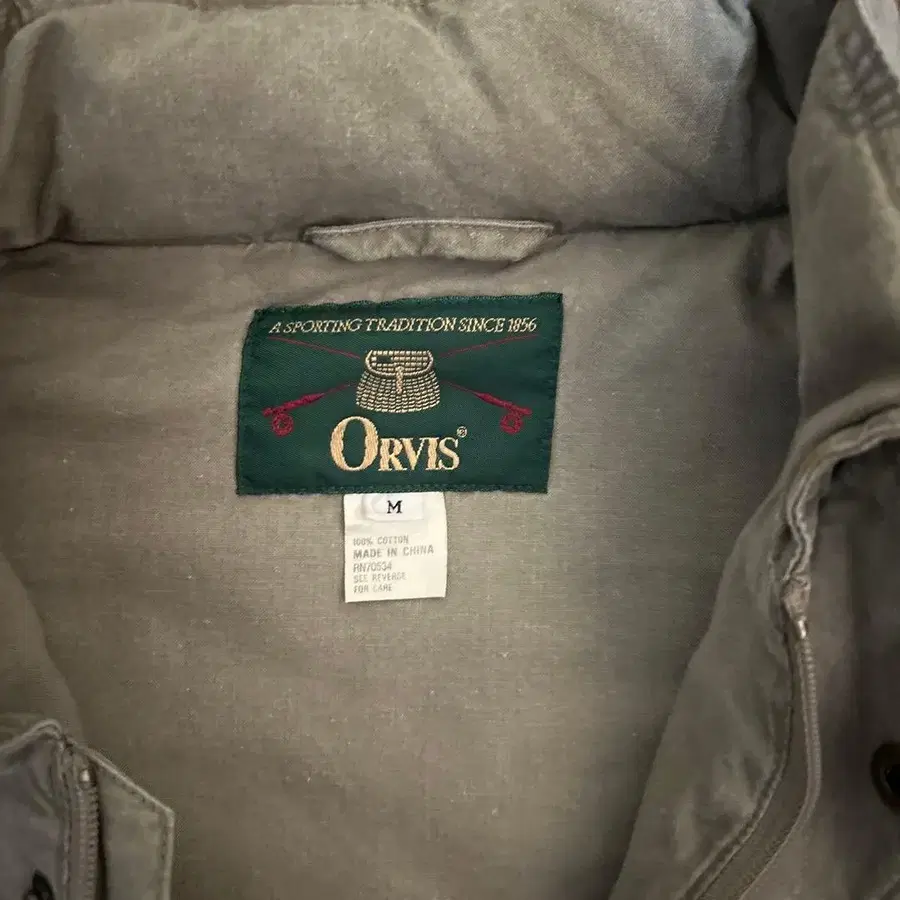 A SPORTING TRADITION SINCE 1856
ORVIS®
M
100% COTTON
MADE IN CHINA
RN70534
SEE REVERSE
FOR CARE